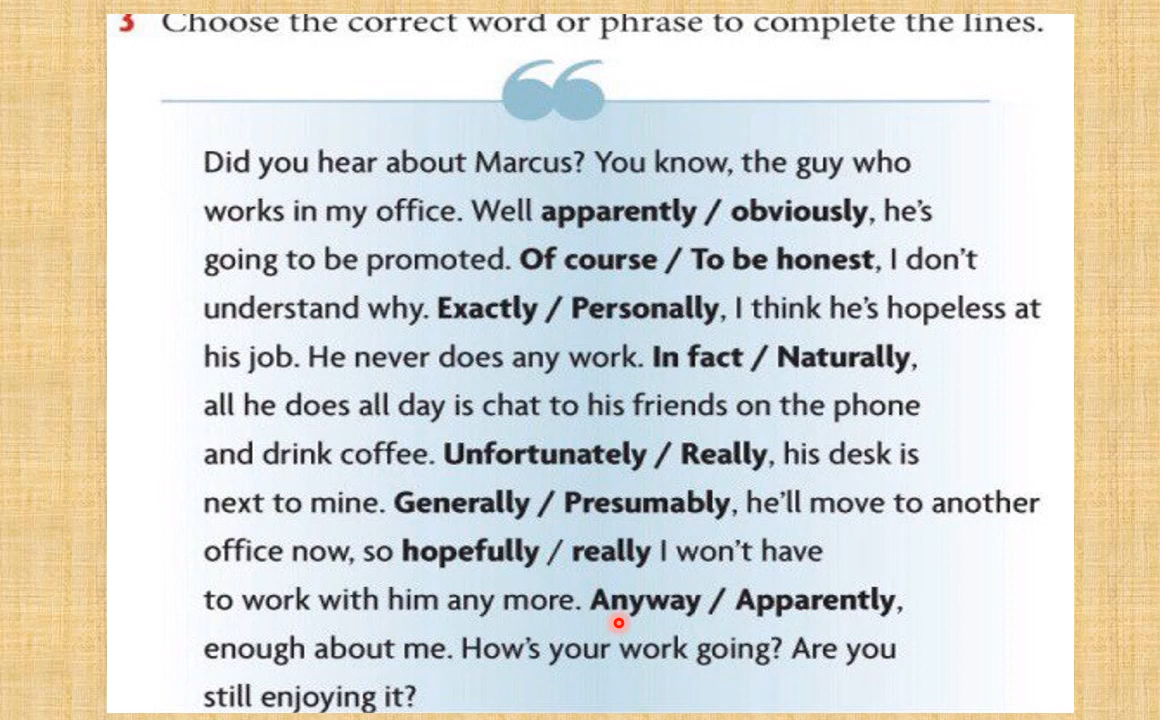 3 Choose the correct word or phrase to complete the lines.
Did you hear about Marcus? You know, the guy who
works in my office. Well apparently / obviously, he's
going to be promoted. Of course / To be honest, I don't
understand why. Exactly / Personally, I think he's hopeless at
his job. He never does any work. In fact / Naturally,
all he does all day is chat to his friends on the phone
and drink coffee. Unfortunately / Really, his desk is
next to mine. Generally / Presumably, he'll move to another
office now, so hopefully / really I won't have
to work with him any more. Anyway / Apparently,
enough about me. How's your work going? Are you
still enjoying it?